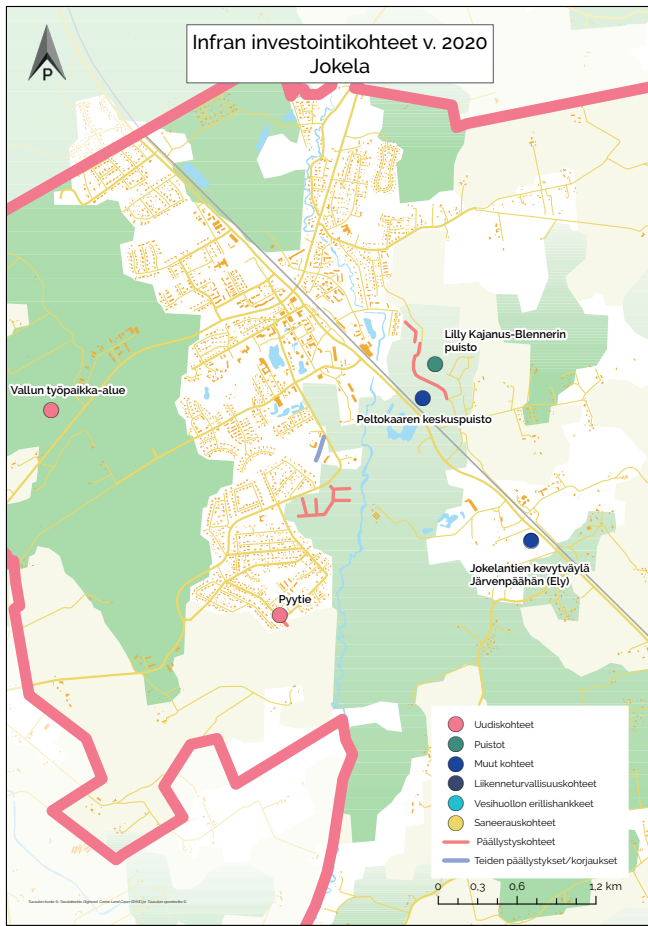 Infran investointikohteet v. 2020
Jokela
P
Lilly Kajanus-Blennerin
puisto
Vallun työpaikka-alue
Peltokaaren keskuspuisto
Jokelantien kevytväylä
Järvenpäähän (Ely)
Pyytie
Uudiskohteet
Puistot
Muut kohteet
Liikenneturvallisuuskohteet
Vesihuollon erillishankkeet
Saneerauskohteet
Päällystyskohteet
Teiden päällystykset/korjaukset
0 0,3 0,6 1,2 km